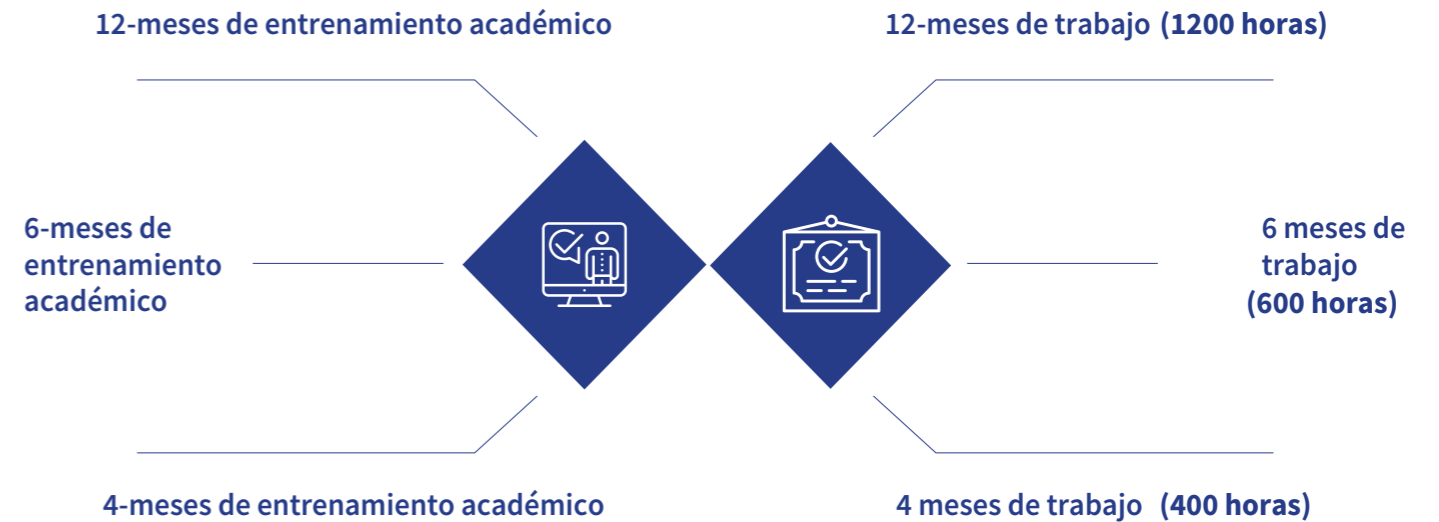 12-meses de entrenamiento académico
12-meses de trabajo (1200 horas)
6-meses de
entrenamiento
académico
6 meses de
trabajo
(600 horas)
4-meses de entrenamiento académico
4 meses de trabajo (400 horas)